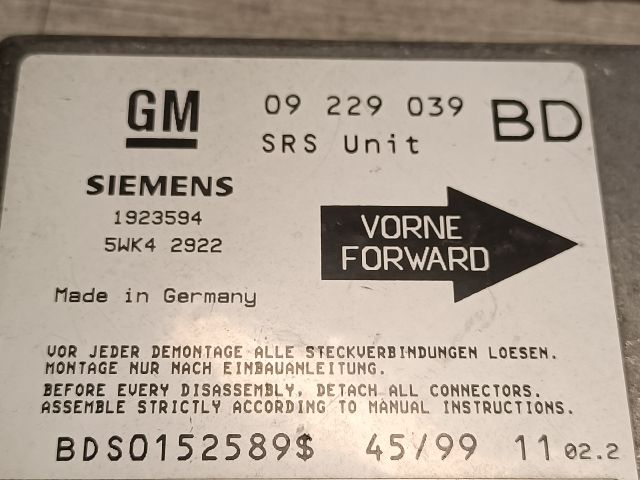 GM 09 229 039 BD
SRS Unit
SIEMENS
1923594
5WK4 2922
VORNE
FORWARD
Made in Germany
VOR JEDER DEMONTAGE ALLE STECKVERBINDUNGEN LOESEN.
MONTAGE NUR NACH EINBAUANLEITUNG.
BEFORE EVERY DISASSEMBLY, DETACH ALL CONNECTORS.
ASSEMBLE STRICTLY ACCORDING TO MANUAL INSTRUCTIONS.
BDS0152589$ 45/99 11 02.2